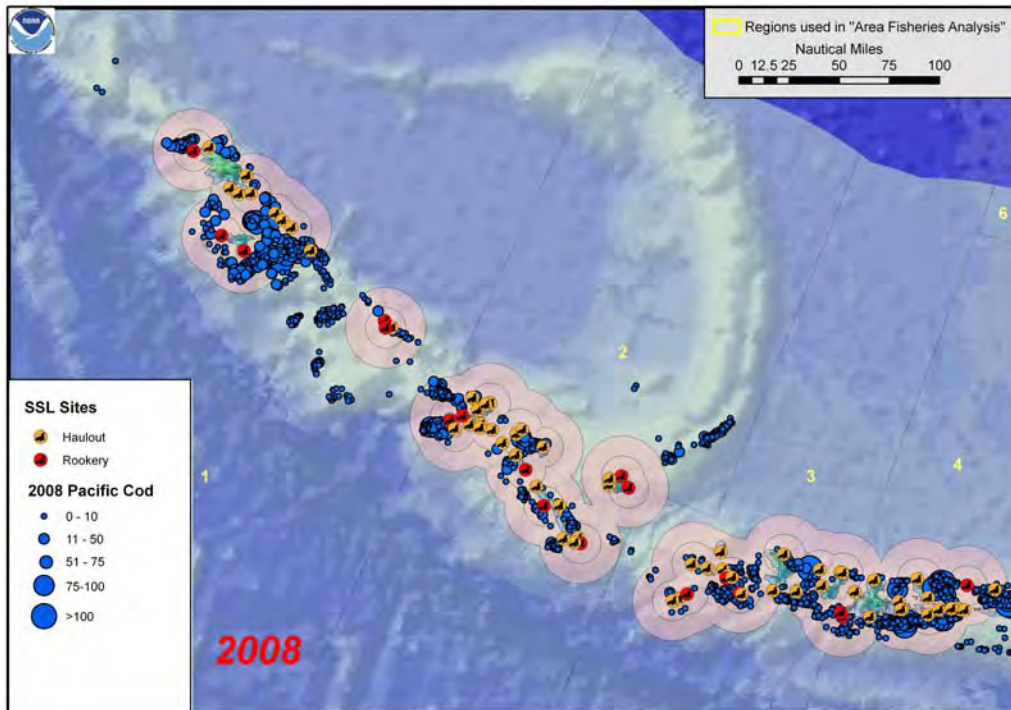 NOAA
Regions used in "Area Fisheries Analysis"
Nautical Miles
0 12.5 25 50 75 100
6
2
3
4
1
SSL Sites
Haulout
Rookery
2008 Pacific Cod
0 - 10
11 - 50
51 - 75
75-100
>100
2008